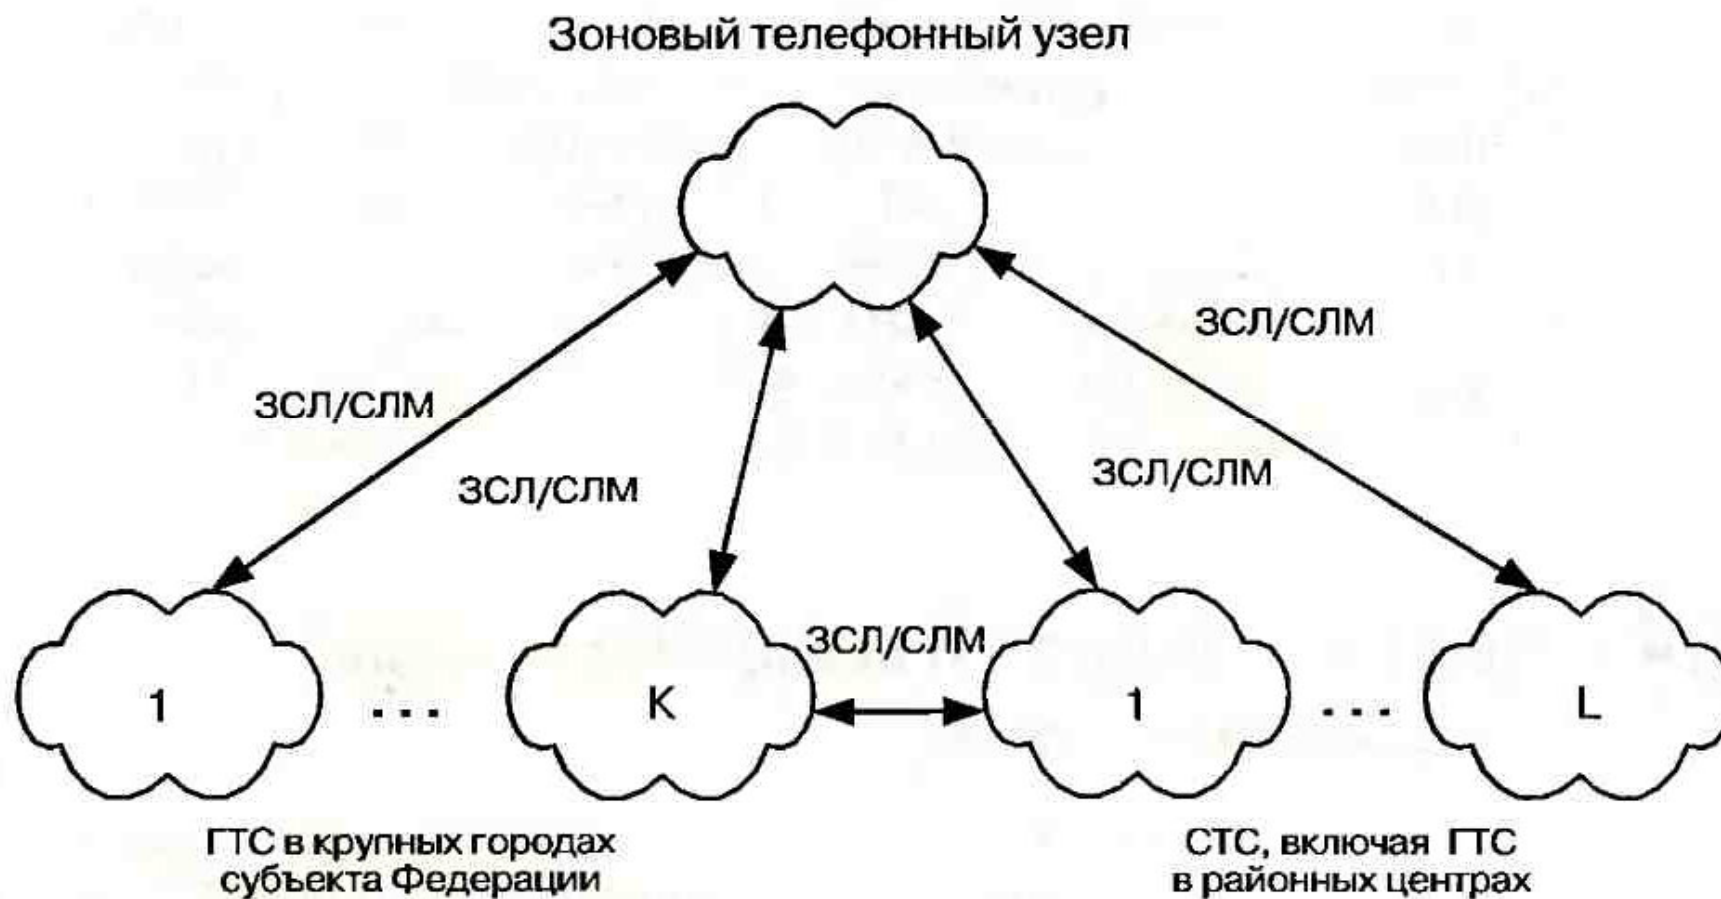 Зоновый телефонный узел
ЗСЛ/СЛМ
ЗСЛ/СЛМ
ЗСЛ/СЛМ
ЗСЛ/СЛМ
ЗСЛ/СЛМ
1
...
K
1
...
L
ГТС в крупных городах
субъекта Федерации
СТС, включая ГТС
в районных центрах